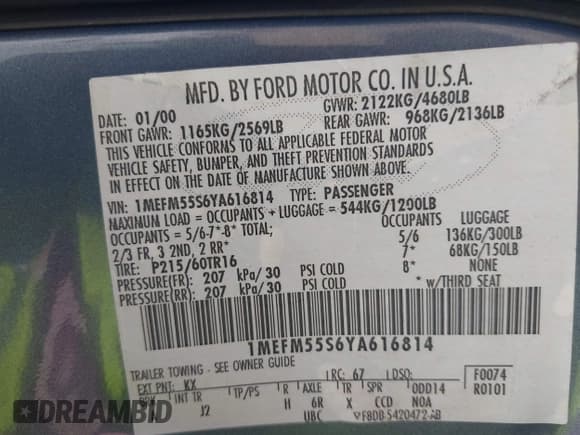 MFD. BY FORD MOTOR CO. IN U.S.A.
DATE: 01/00 GVWR: 2122KG/4680LB
FRONT GAWR: 1165KG/2569LB REAR GAWR: 968KG/2136LB
THIS VEHICLE CONFORMS TO ALL APPLICABLE FEDERAL MOTOR
VEHICLE SAFETY, BUMPER, AND THEFT PREVENTION STANDARDS
IN EFFECT ON THE DATE OF MANUFACTURE SHOWN ABOVE.
VIN: 1MEFM55S6YA616814 TYPE: PASSENGER
MAXIMUM LOAD = OCCUPANTS + LUGGAGE = 544KG/1290LB
OCCUPANTS = 5/6-7*-8* TOTAL; OCCUPANTS LUGGAGE
2/3 FR, 3 2ND, 2 RR* 5/6 136KG/300LB
TIRE: P215/60TR16 7* 68KG/150LB
PRESSURE(FR) 207 kPa/30 PSI COLD 8* NONE
PRESSURE(RR) 207 kPa/30 PSI COLD * W/THIRD SEAT
1MEFM55S6YA616814
TRAILER TOWING - SEE OWNER GUIDE
EXT PNT: KX RC: 67 DSO: F0074
INT TR TP/PS R AXLE TR SPR 00D14 R0101
J2 H 6R X CCD NOA
UBC F8DB 5420472-AB
DREAMBID